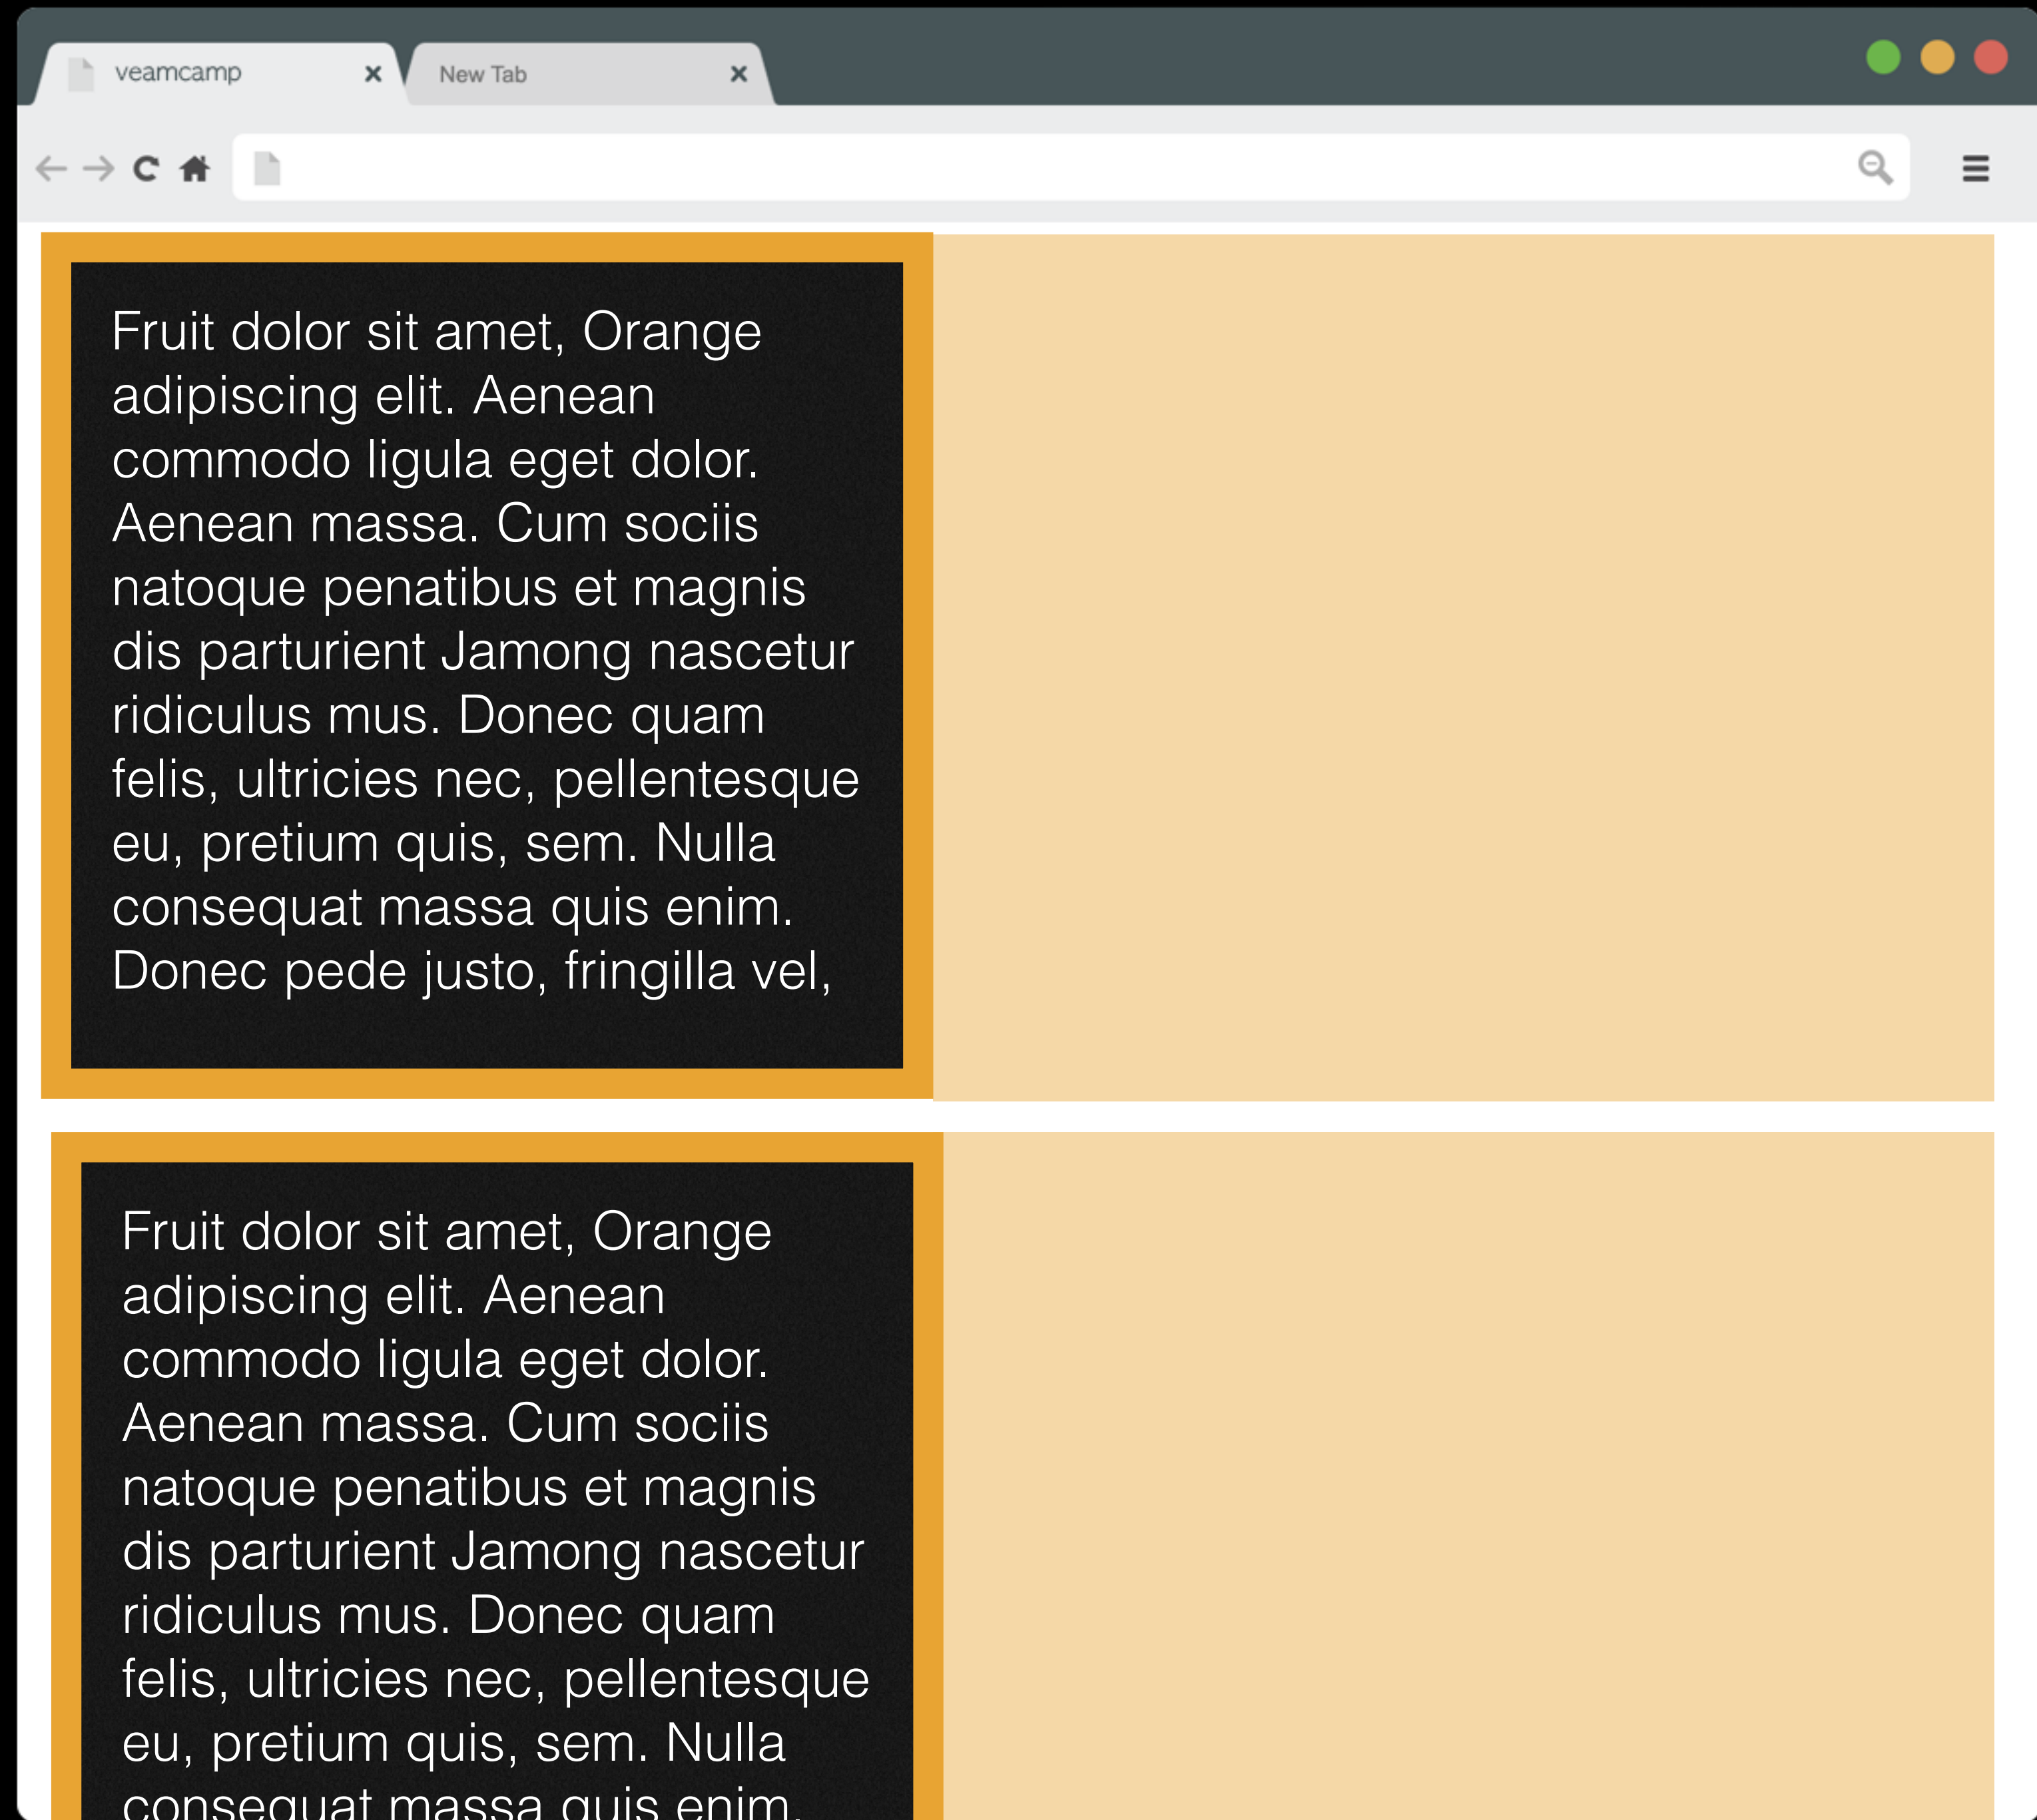 veamcamp
New Tab
Fruit dolor sit amet, Orange
adipiscing elit. Aenean
commodo ligula eget dolor.
Aenean massa. Cum sociis
natoque penatibus et magnis
dis parturient Jamong nascetur
ridiculus mus. Donec quam
felis, ultricies nec, pellentesque
eu, pretium quis, sem. Nulla
consequat massa quis enim.
Donec pede justo, fringilla vel,
Fruit dolor sit amet, Orange
adipiscing elit. Aenean
commodo ligula eget dolor.
Aenean massa. Cum sociis
natoque penatibus et magnis
dis parturient Jamong nascetur
ridiculus mus. Donec quam
felis, ultricies nec, pellentesque
eu, pretium quis, sem. Nulla
consequat massa quis enim.